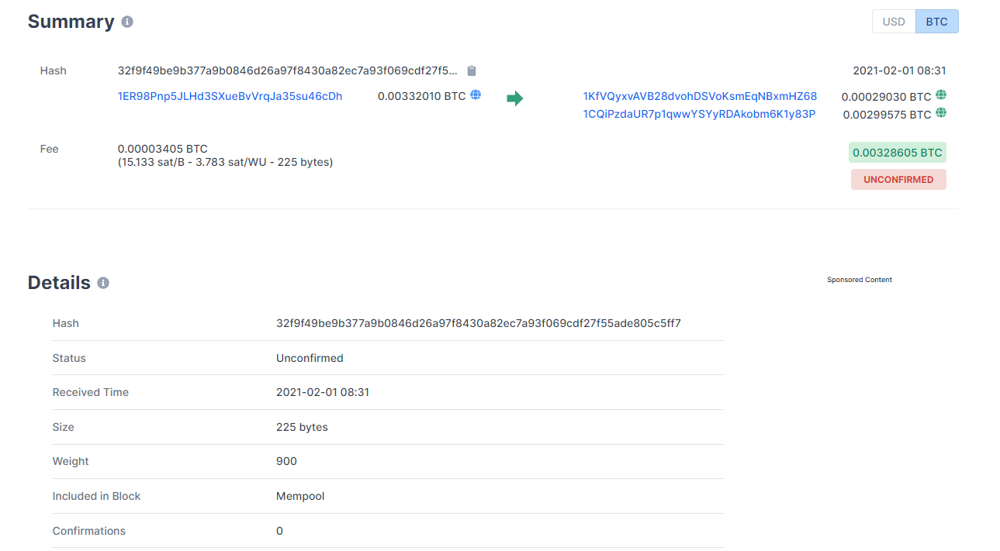 Summary
USD BTC
Hash 32f9f49be9b377a9b0846d26a97f8430a82ec7a93f069cdf27f5... 2021-02-01 08:31
1ER98Pnp5JLHd3SXueBvVrqJa35su46cDh 0.00332010 BTC 1KfVQyxvAVB28dvohDSVoKsmEqNBxmHZ68 0.00029030 BTC
1CQiPzdaUR7p1qwwYSYyRDAkobm6K1y83P 0.00299575 BTC
Fee 0.00003405 BTC 0.00328605 BTC
(15.133 sat/B - 3.783 sat/WU - 225 bytes)
UNCONFIRMED
Details
Sponsored Content
Hash 32f9f49be9b377a9b0846d26a97f8430a82ec7a93f069cdf27f55ade805c5ff7
Status Unconfirmed
Received Time 2021-02-01 08:31
Size 225 bytes
Weight 900
Included in Block Mempool
Confirmations 0